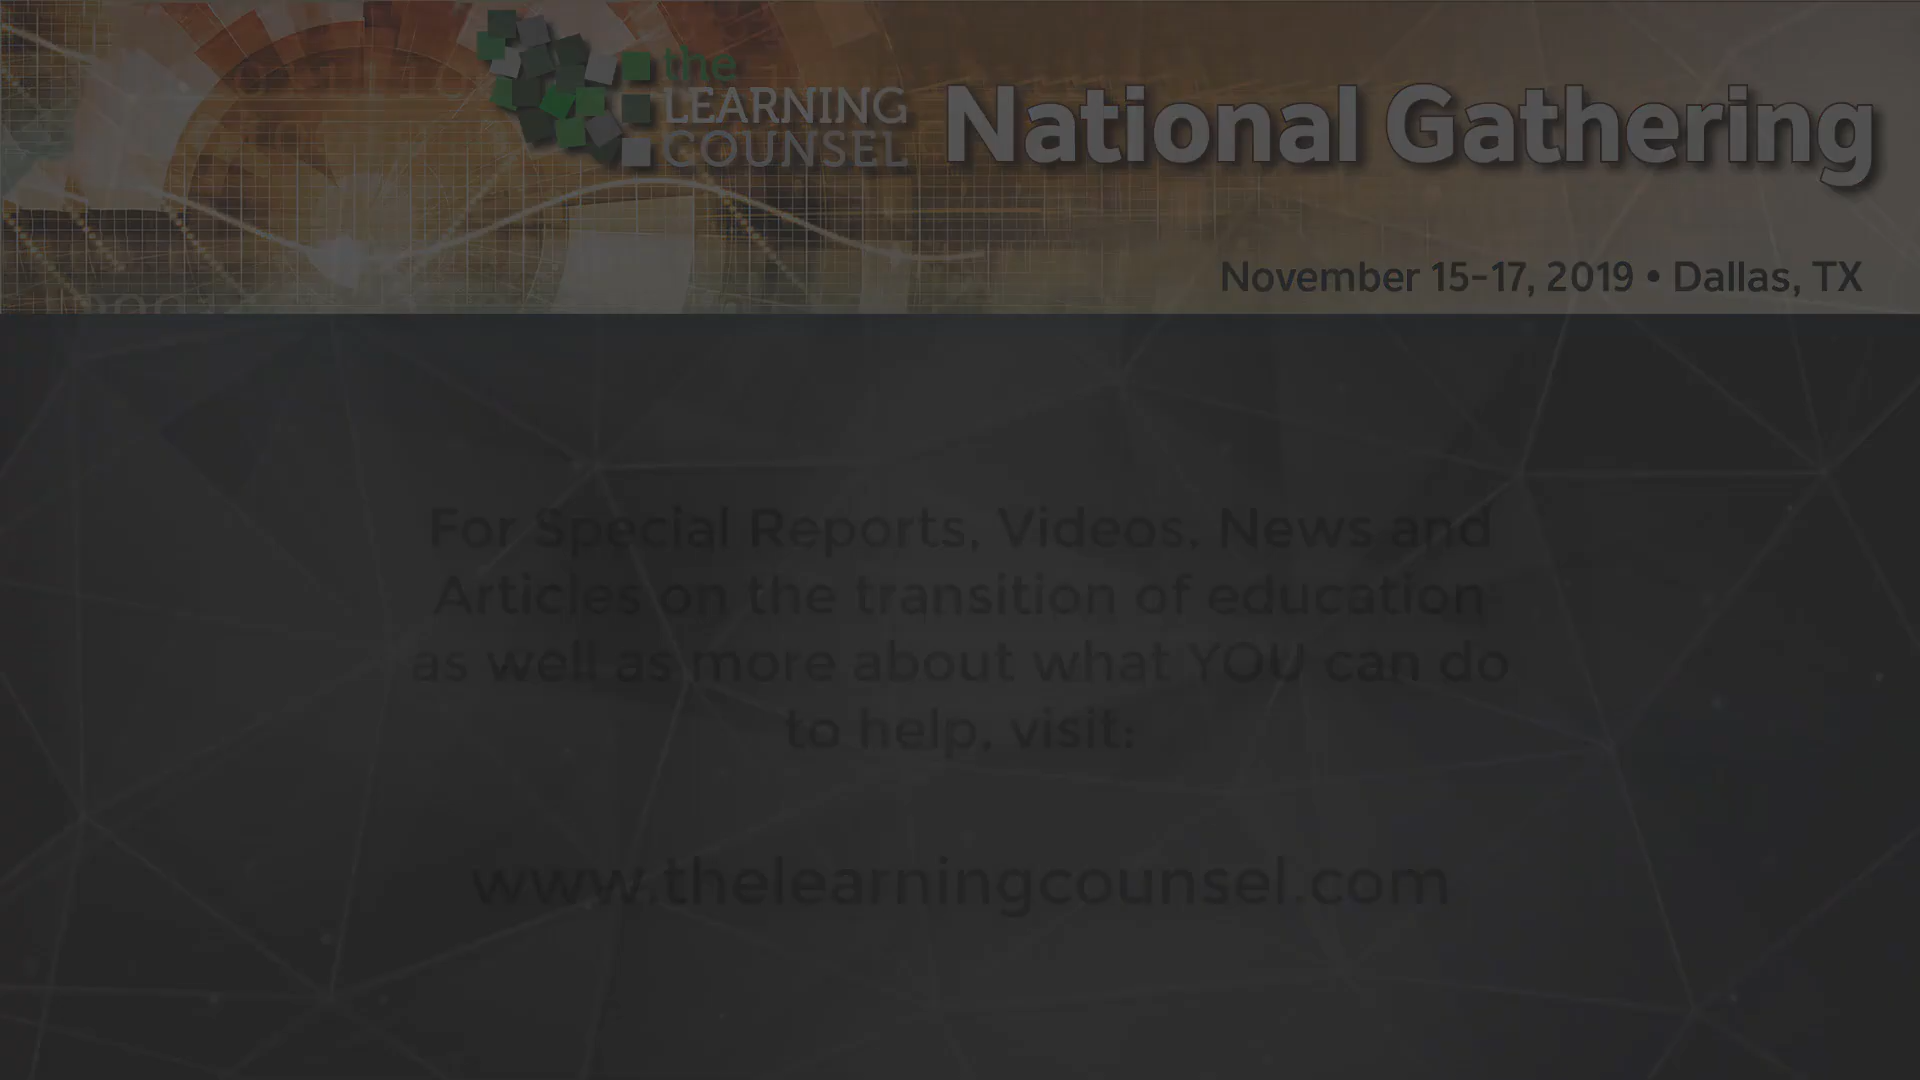 the
LEARNING
COUNSEL
National Gathering
November 15-17, 2019 • Dallas, TX
For Special Reports, Videos, News and
Articles on the transition of education
as well as more about what YOU can do
to help, visit:
www.thelearningcounsel.com